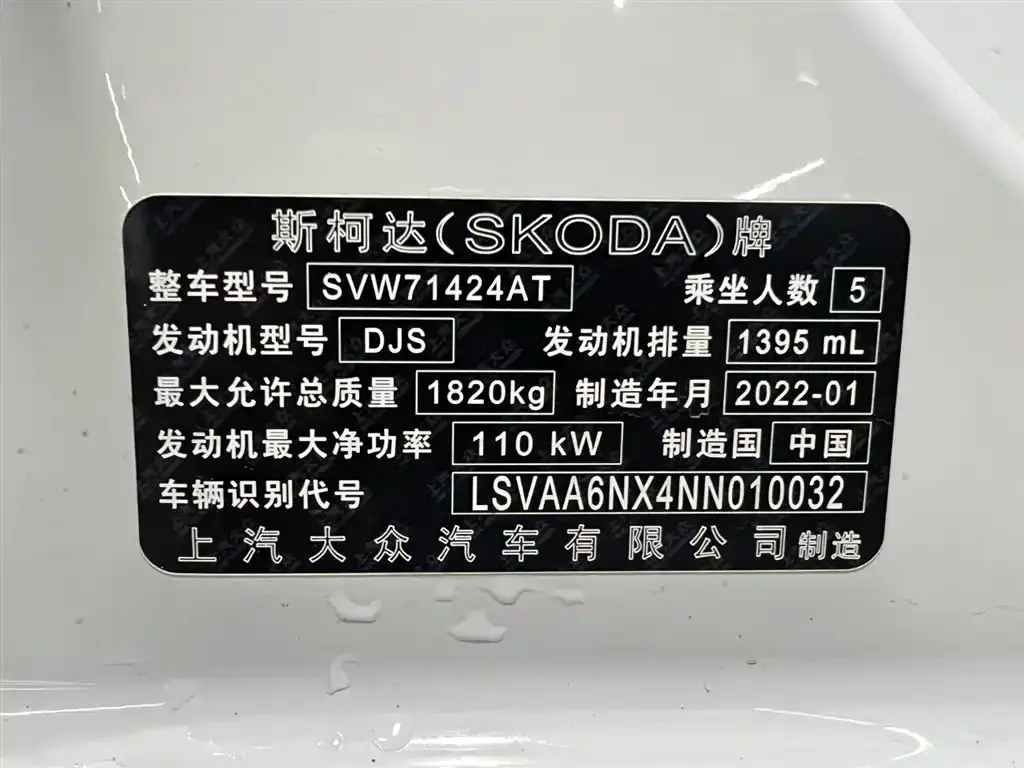 斯柯达(SKODA)牌
整车型号 SVW71424AT 乘坐人数 5
发动机型号 DJS 发动机排量 1395 mL
最大允许总质量 1820kg 制造年月 2022-01
发动机最大净功率 110 kW 制造国 中国
车辆识别代号 LSVAA6NX4NN010032
上汽大众汽车有限公司制造